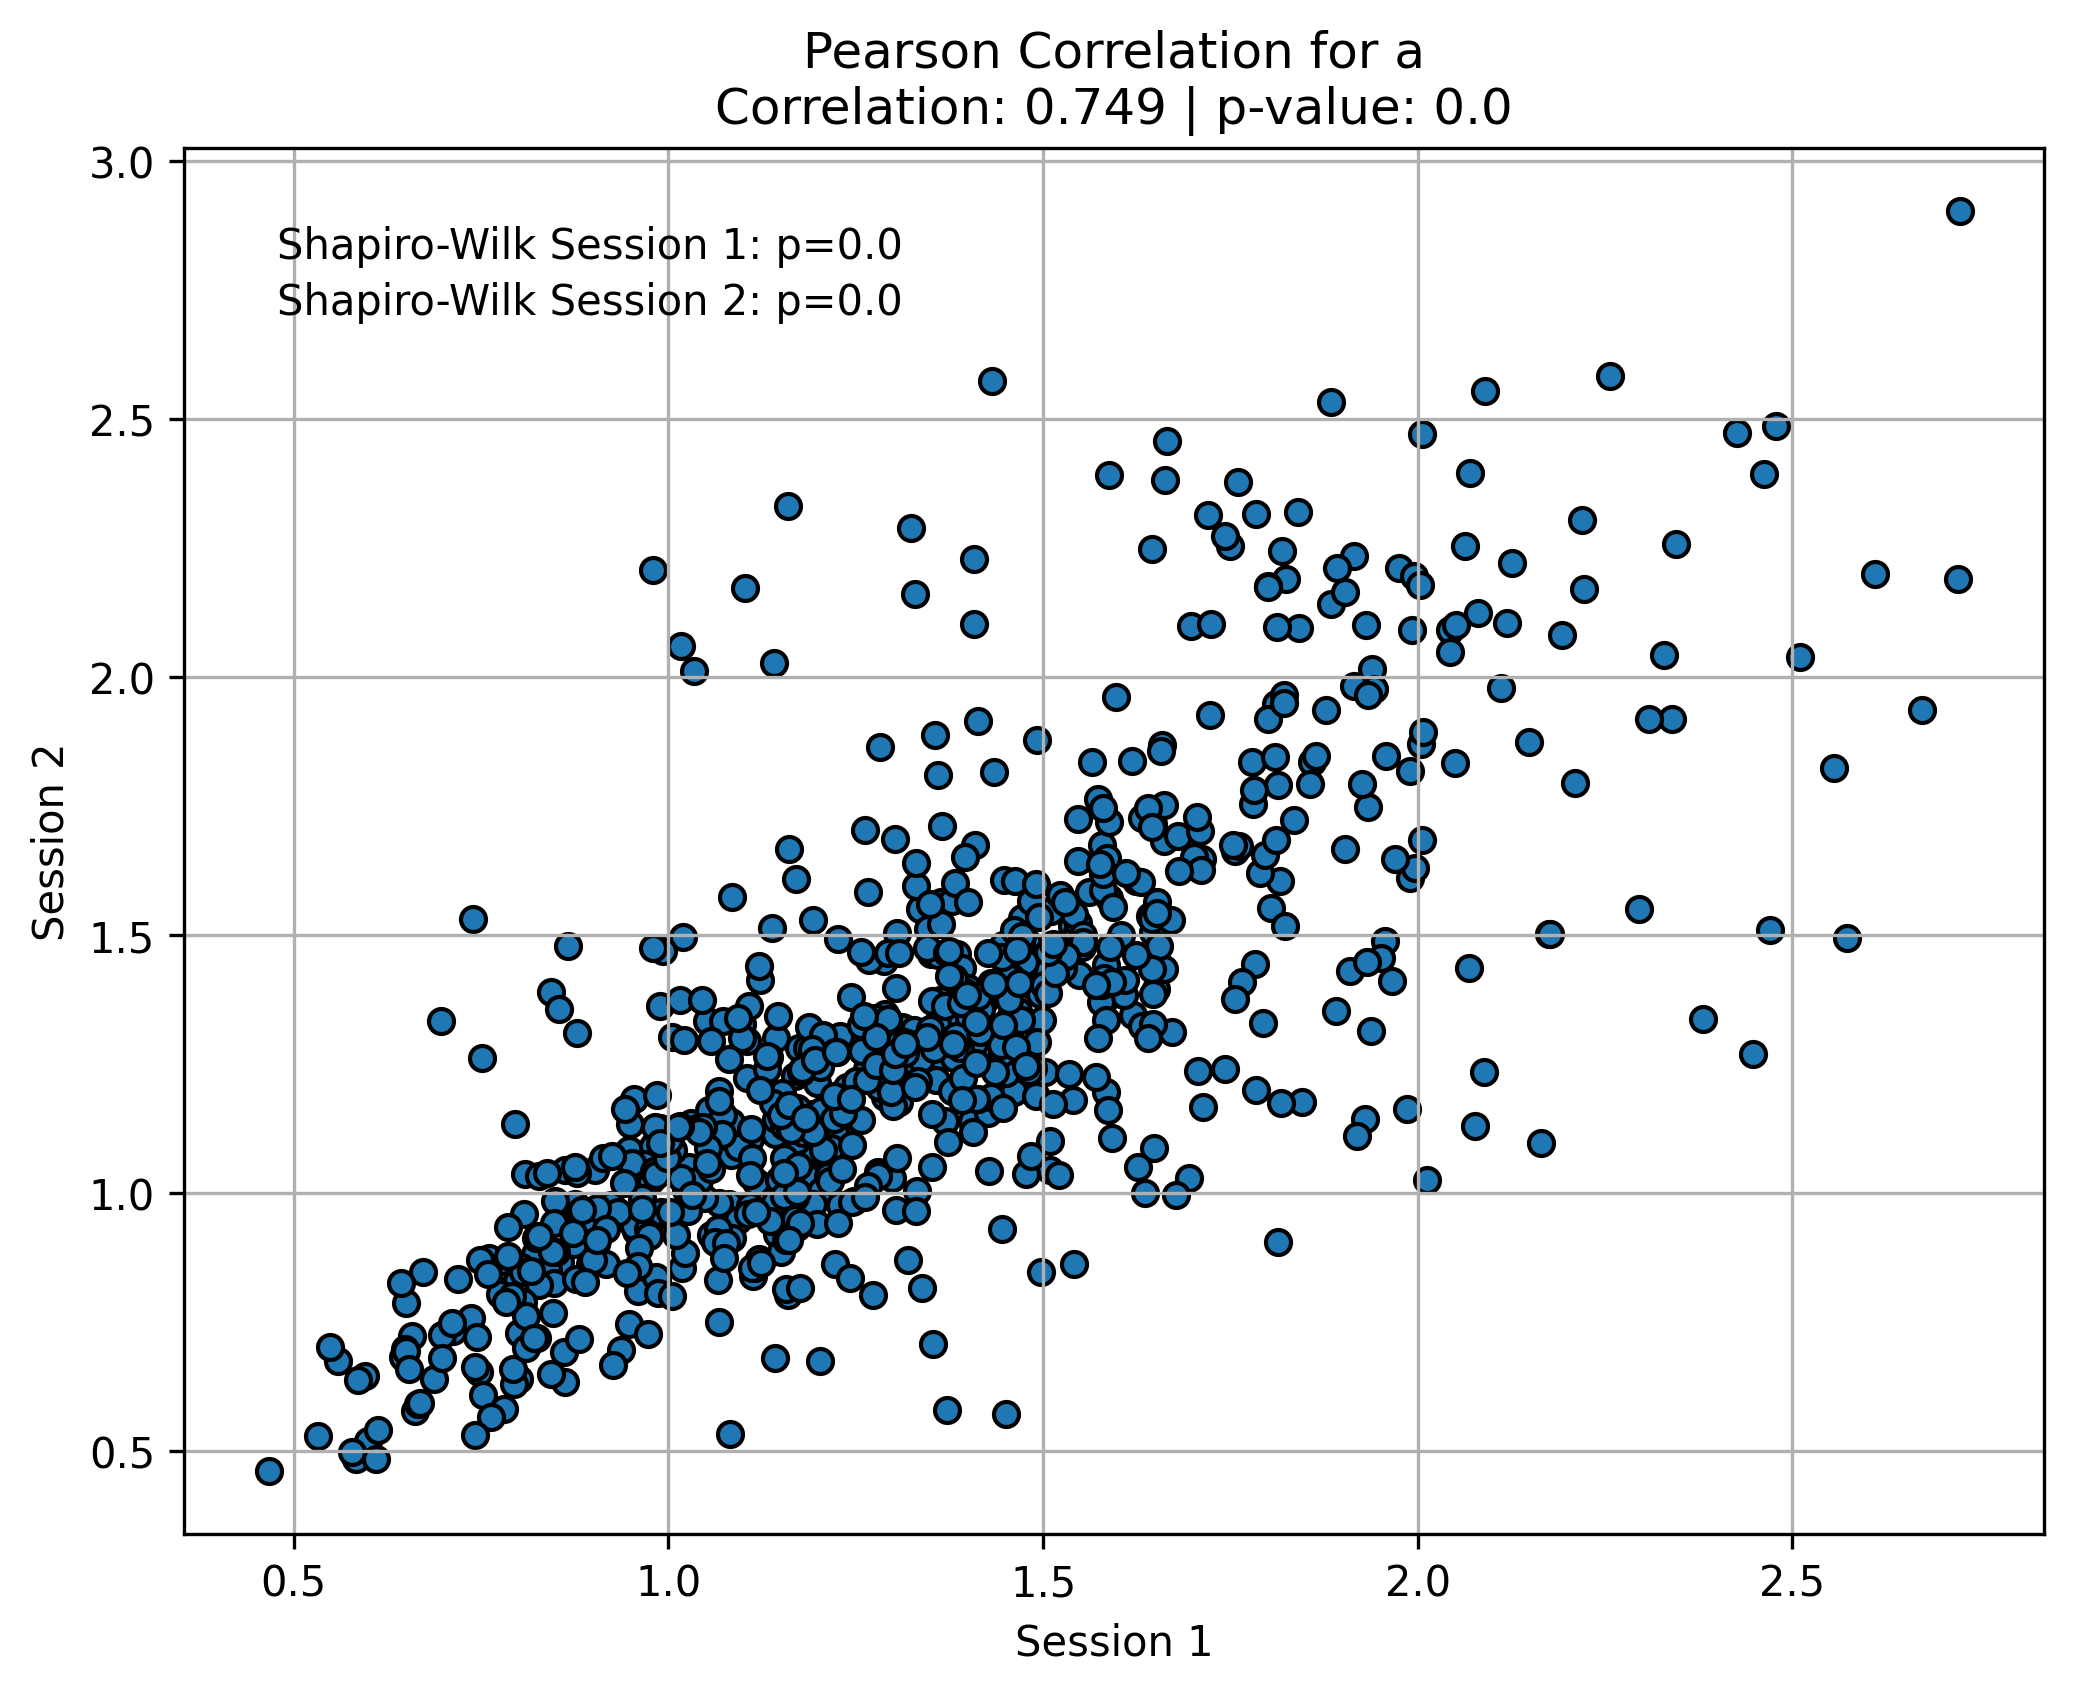 Pearson Correlation for a
Correlation: 0.749 | p-value: 0.0
3.0
Shapiro-Wilk Session 1: p=0.0
Shapiro-Wilk Session 2: p=0.0
2.5
2.0
Session 2
1.5
1.0
0.5
0.5 1.0 1.5 2.0 2.5
Session 1